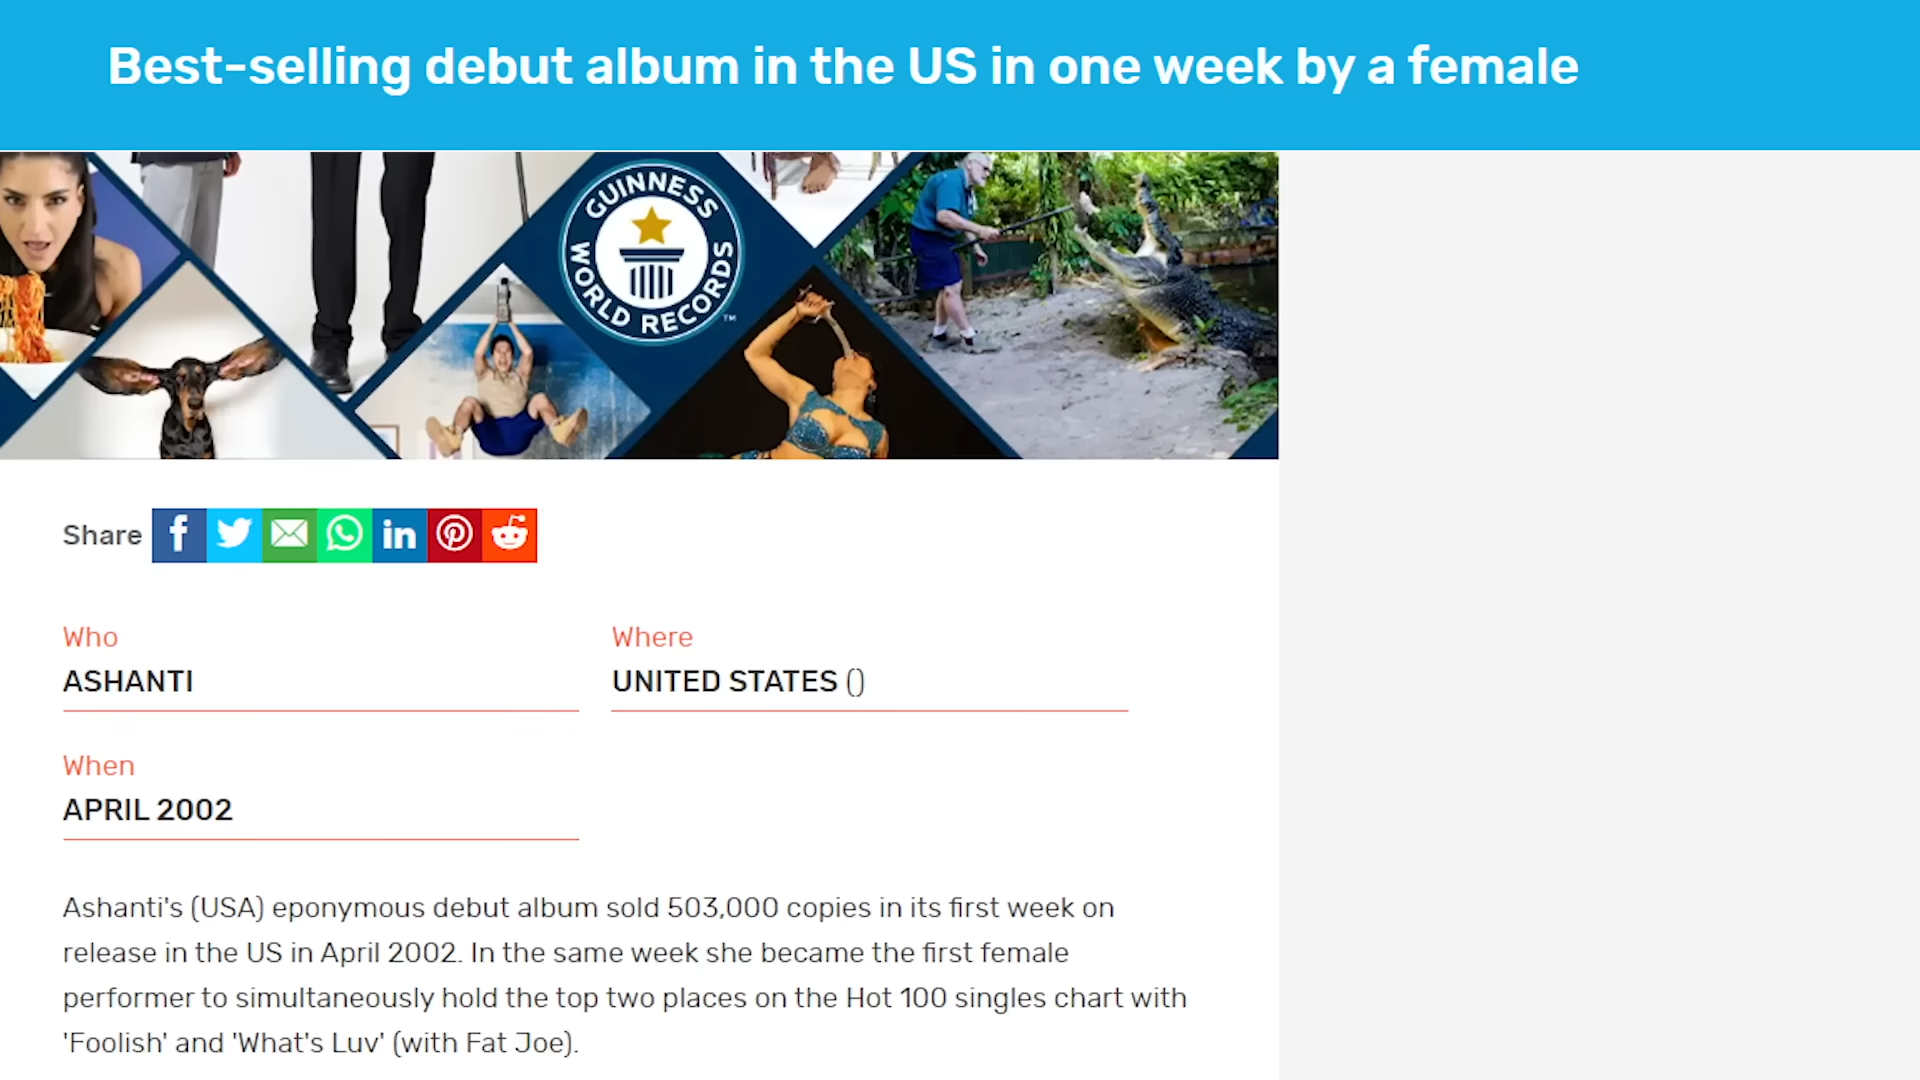 Best-selling debut album in the US in one week by a female
GUINNESS
WORLD RECORDS
™
Share
Who
Where
ASHANTI
UNITED STATES ()
When
APRIL 2002
Ashanti's (USA) eponymous debut album sold 503,000 copies in its first week on
release in the US in April 2002. In the same week she became the first female
performer to simultaneously hold the top two places on the Hot 100 singles chart with
'Foolish' and 'What's Luv' (with Fat Joe).